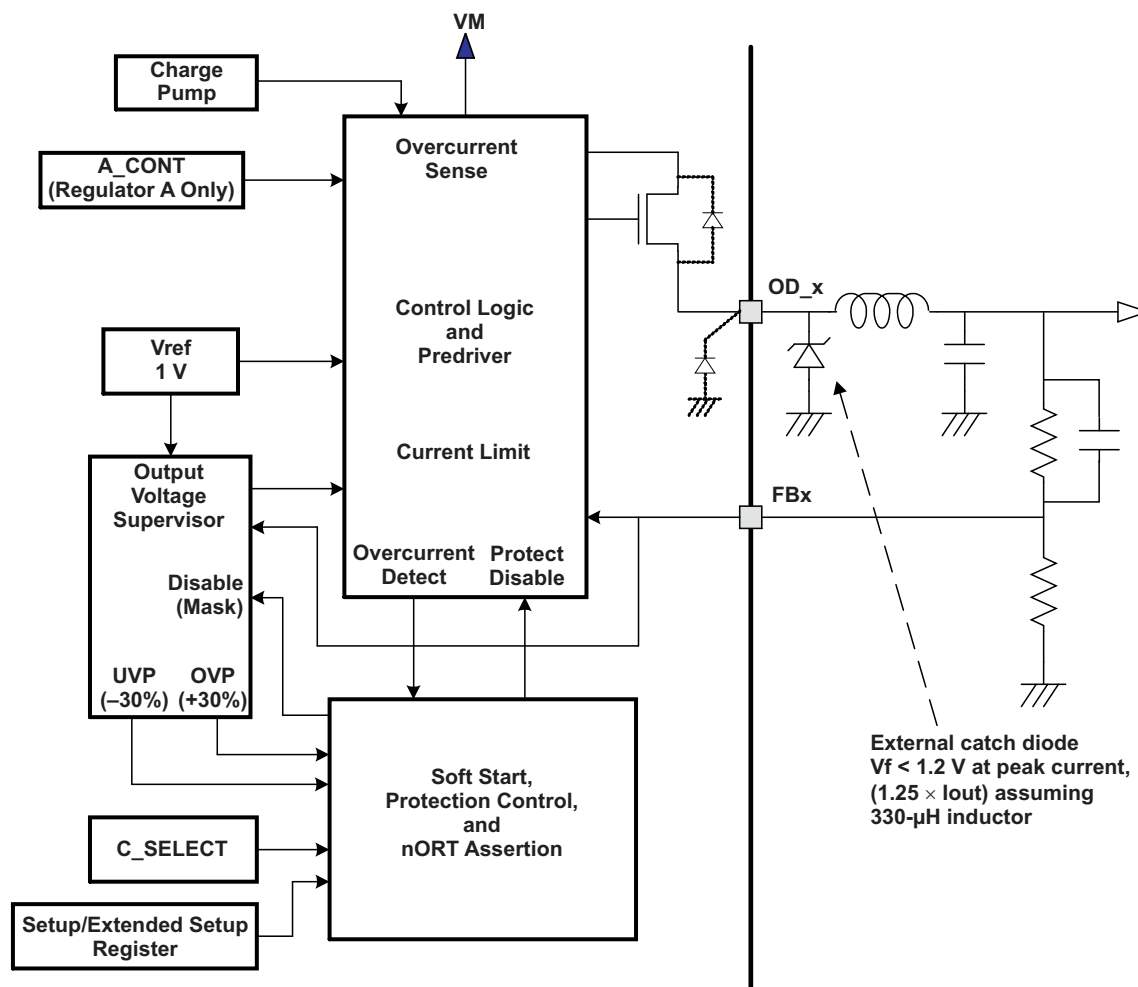 VM
Charge
Pump
A_CONT
(Regulator A Only)
Overcurrent
Sense
OD_x
Control Logic
and
Predriver
Vref
1 V
Current Limit
Output
Voltage
Supervisor
FBx
Overcurrent
Detect
Protect
Disable
Disable
(Mask)
UVP
(–30%)
OVP
(+30%)
Soft Start,
Protection Control,
and
nORT Assertion
External catch diode
Vf < 1.2 V at peak current,
(1.25 × Iout) assuming
330-µH inductor
C_SELECT
Setup/Extended Setup
Register